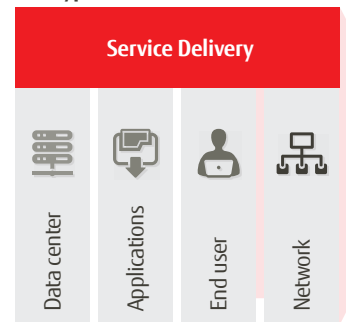 Service Delivery
Data center
Applications
End user
Network